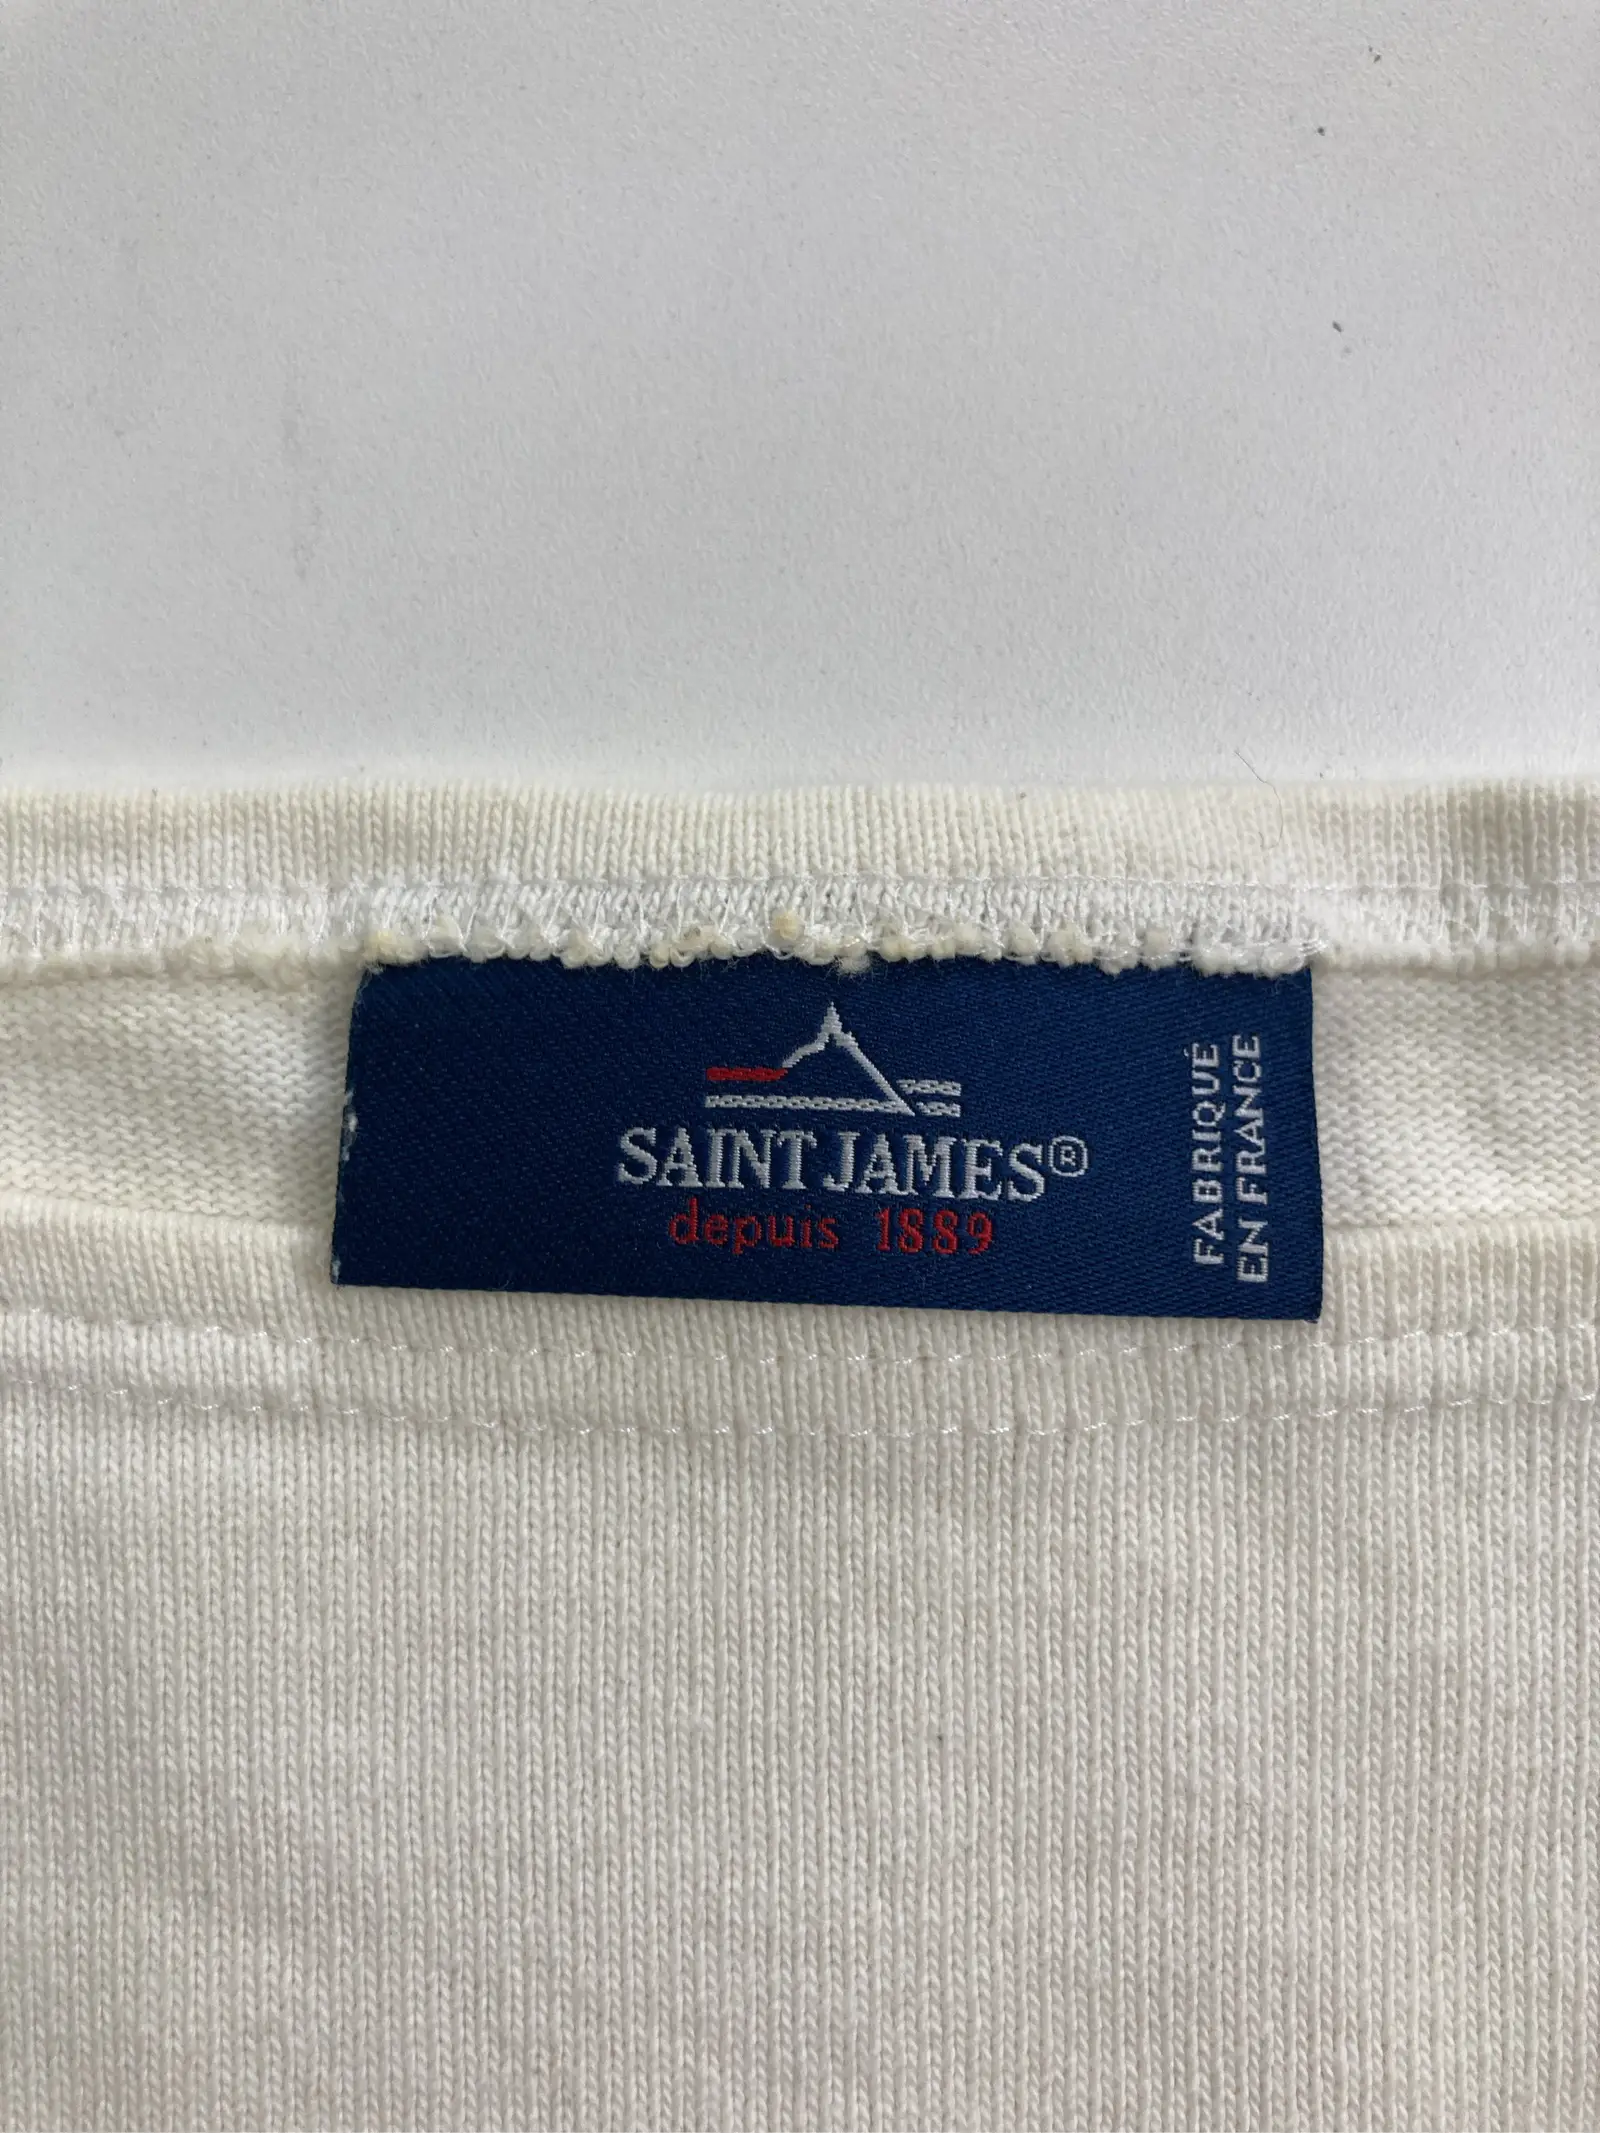 SAINT JAMES®
depuis 1889
FABRIQUÉ
EN FRANCE